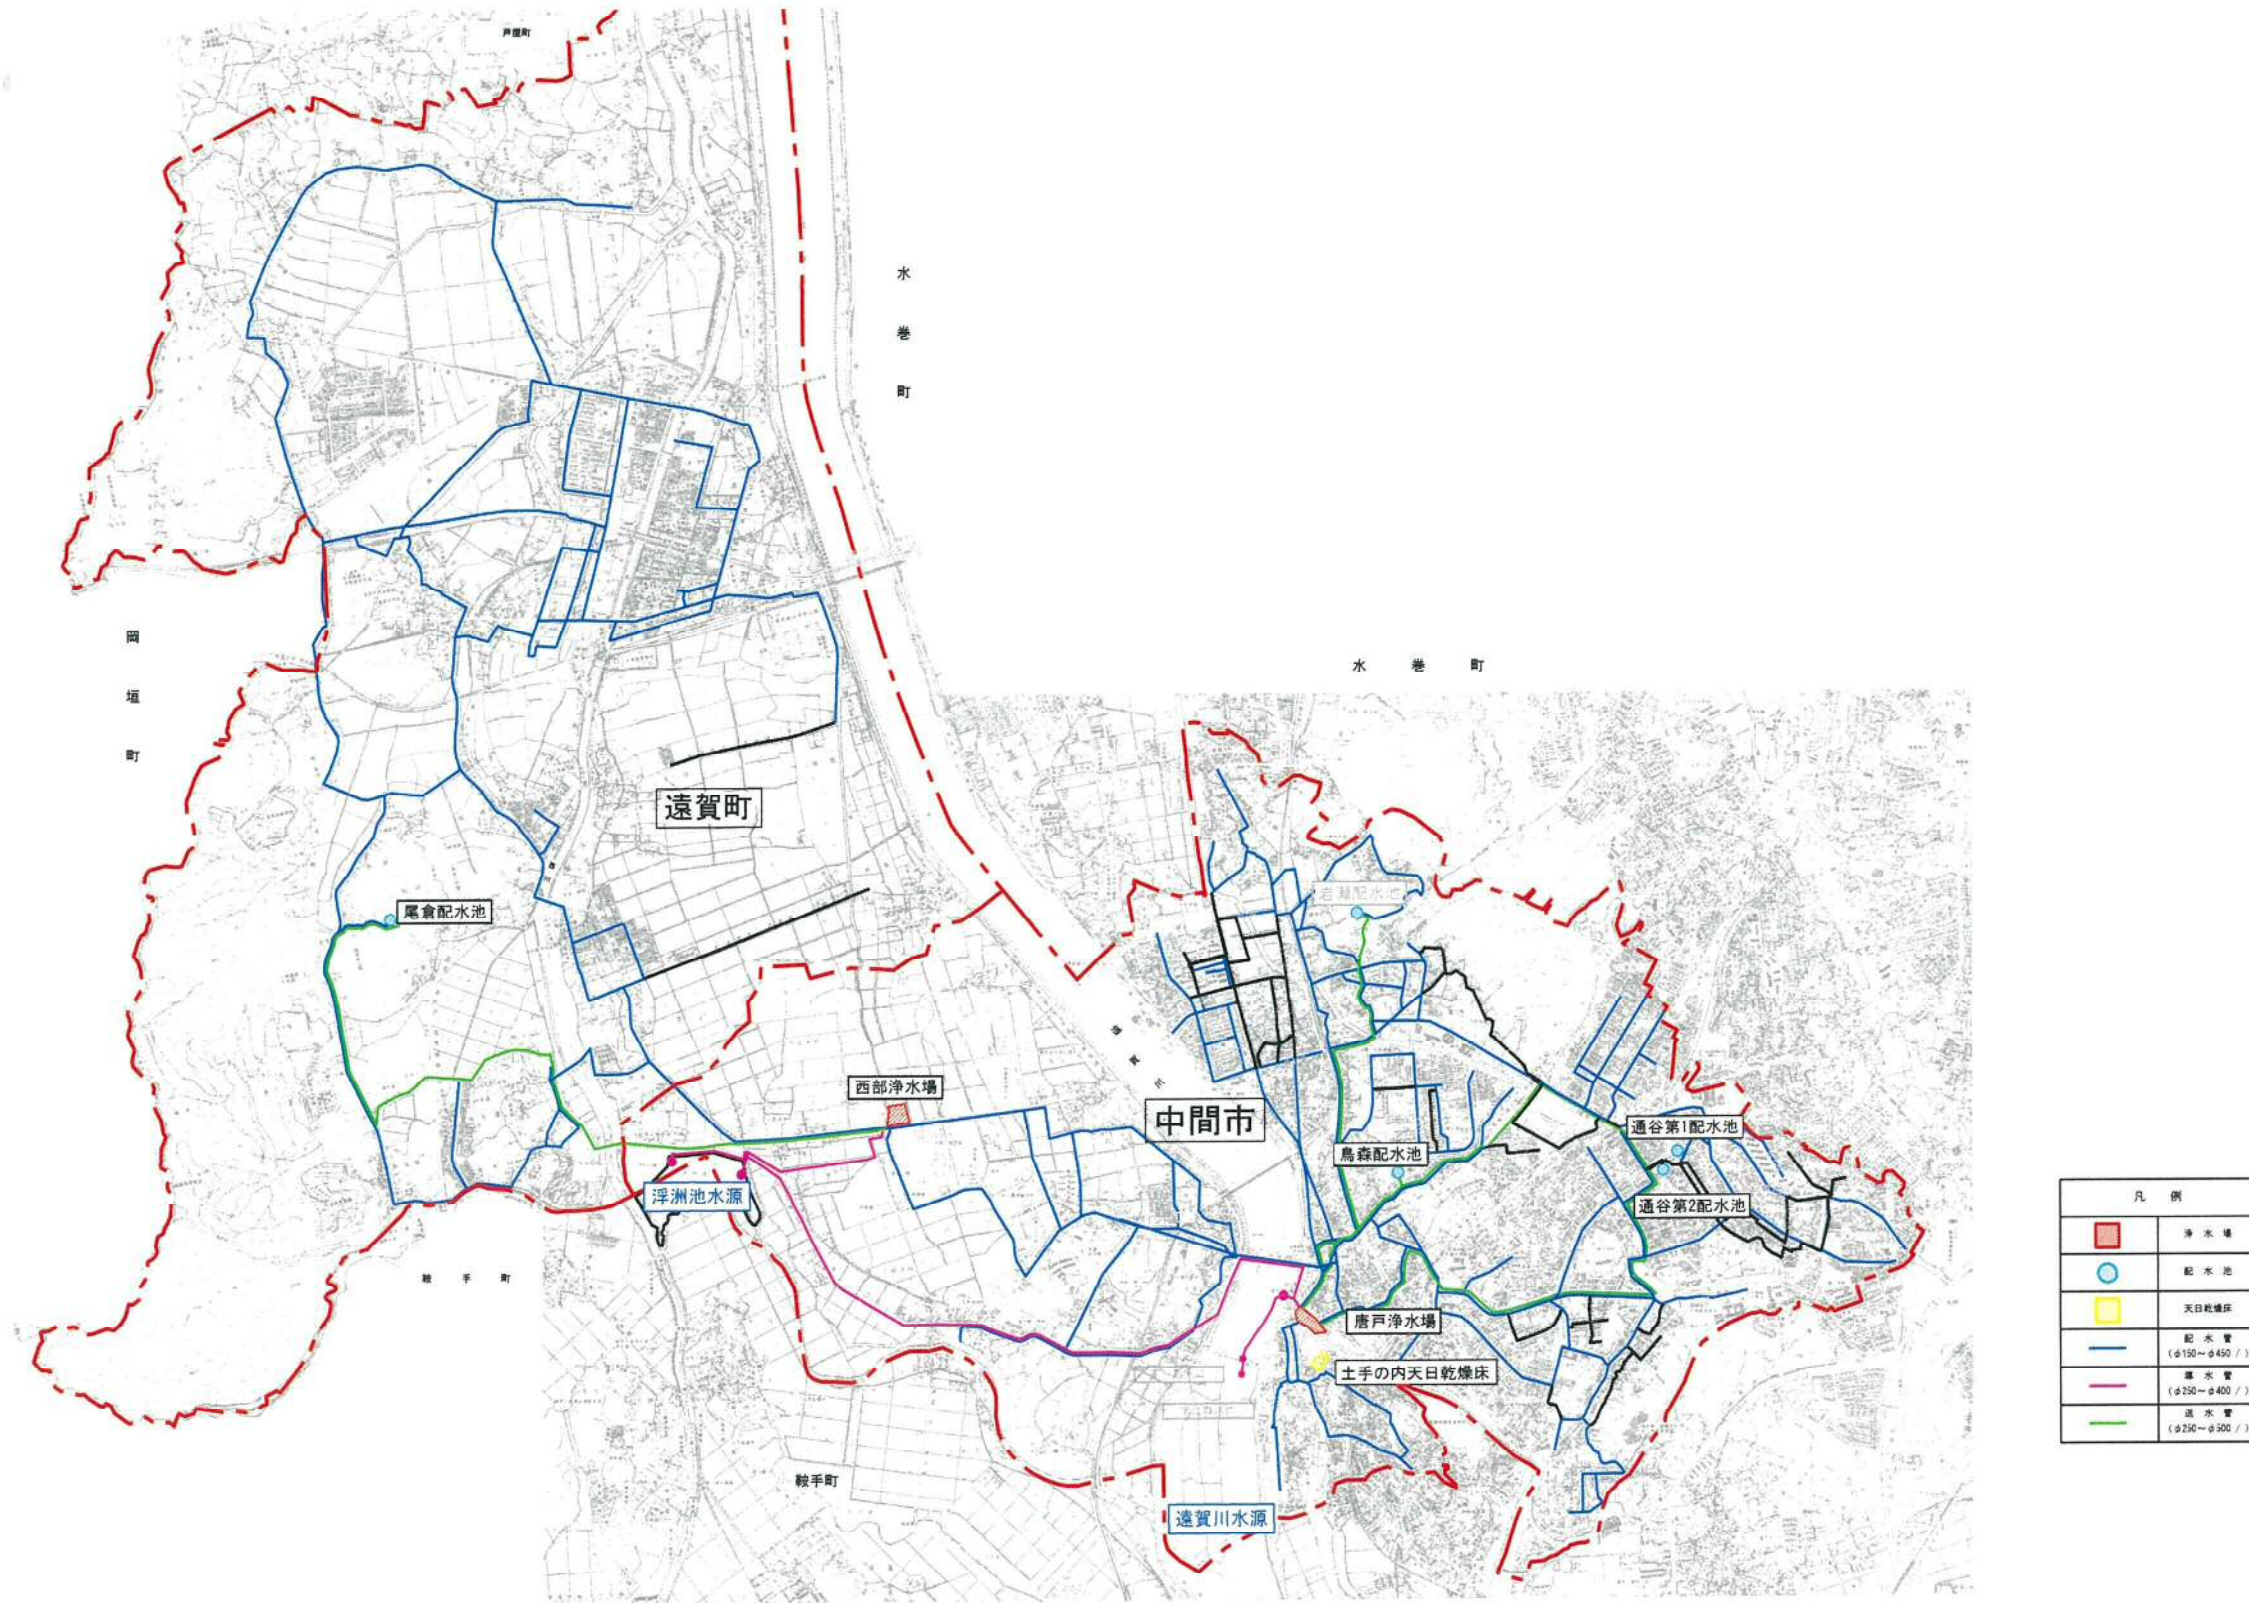 芦屋町
水巻町
水巻町
岡垣町
遠賀町
尾倉配水池
西川
岩瀬配水池
遠賀川
西部浄水場
中間市
鳥森配水池
通谷第1配水池
通谷第2配水池
浮洲池水源
鞍手町
唐戸浄水場
土手の内天日乾燥床
鞍手町
遠賀川水源
凡例
浄水場
配水池
天日乾燥床
配水管
(φ150~φ450/)
導水管
(φ250~φ400/)
送水管
(φ250~φ500/)